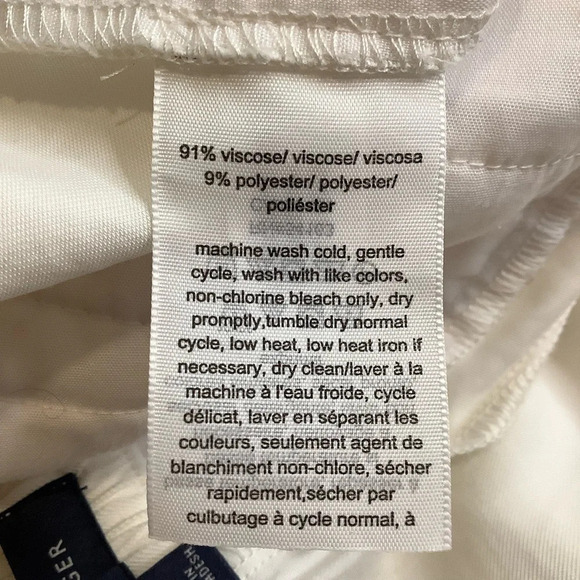 91% viscose/ viscose/ viscosa
9% polyester/ polyester/
poliéster
machine wash cold, gentle
cycle, wash with like colors,
non-chlorine bleach only, dry
promptly,tumble dry normal
cycle, low heat, low heat iron if
necessary, dry clean/laver à la
machine à l'eau froide, cycle
délicat, laver en séparant les
couleurs, seulement agent de
blanchiment non-chlore, sécher
rapidement,sécher par
culbutage à cycle normal, à
GER
IN
ADESH